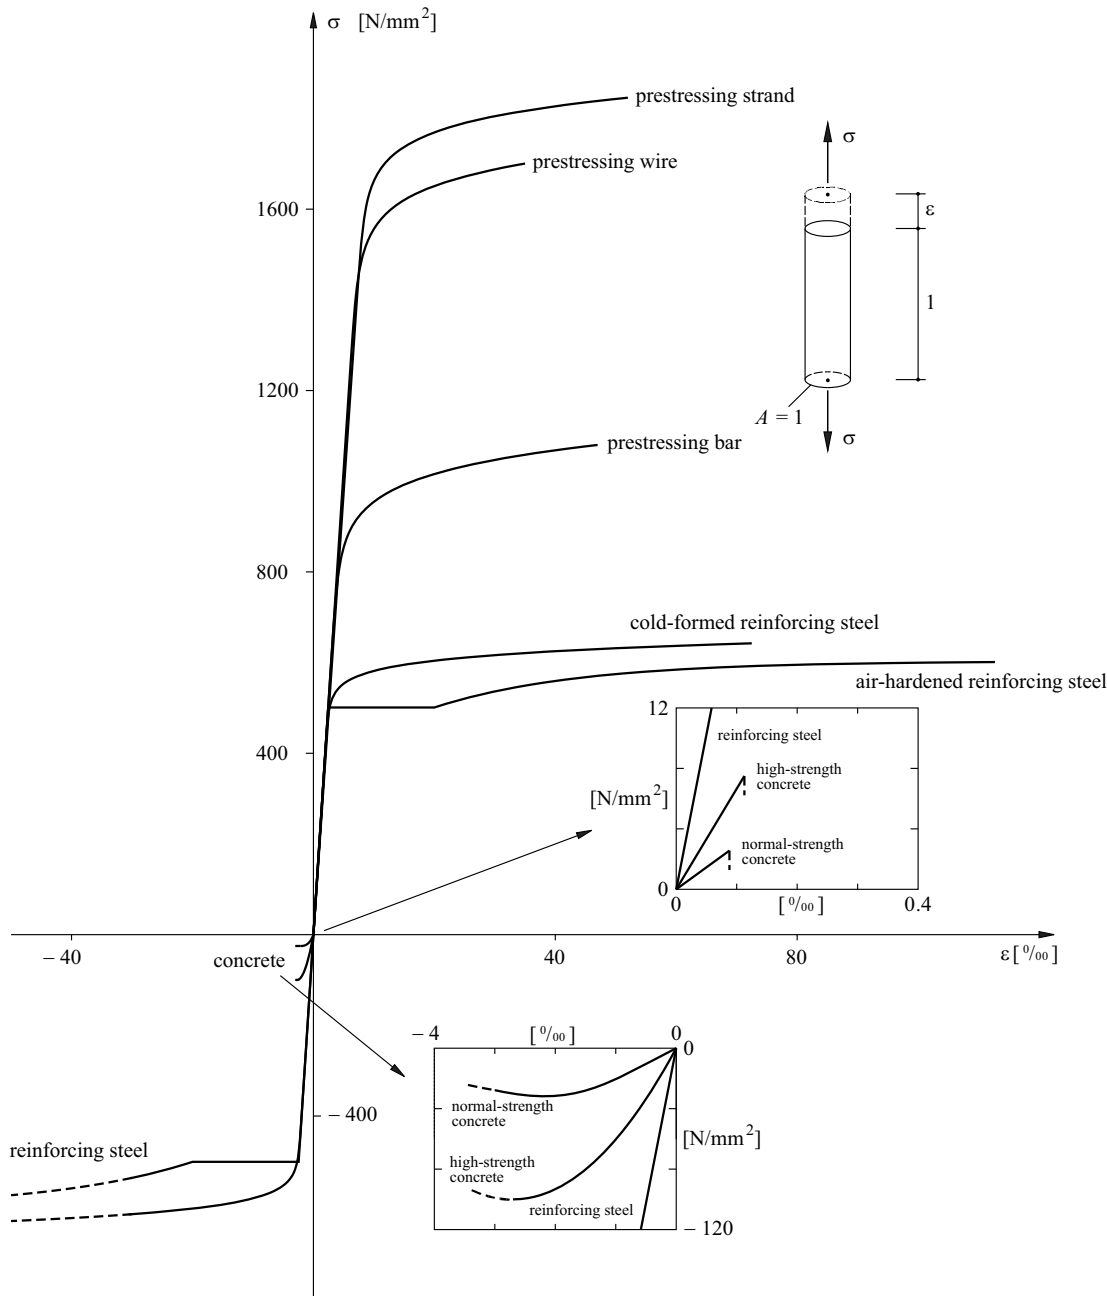 σ [N/mm²]
prestressing strand
prestressing wire
1600
σ
ε
1
1200
A = 1
σ
prestressing bar
800
cold-formed reinforcing steel
air-hardened reinforcing steel
400
12
reinforcing steel
high-strength
concrete
[N/mm²]
normal-strength
concrete
0
0
[‰]
0.4
– 40
concrete
40
80
ε [‰]
– 4
[‰]
0
0
– 400
normal-strength
concrete
[N/mm²]
reinforcing steel
high-strength
concrete
reinforcing steel
– 120